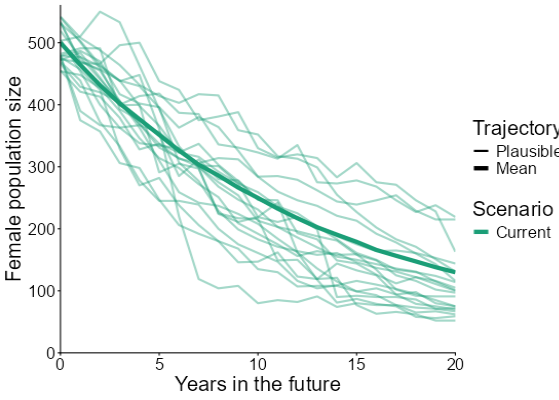 Female population size
500
400
300
200
100
0
0 5 10 15 20
Years in the future
Trajectory
Plausible
Mean
Scenario
Current